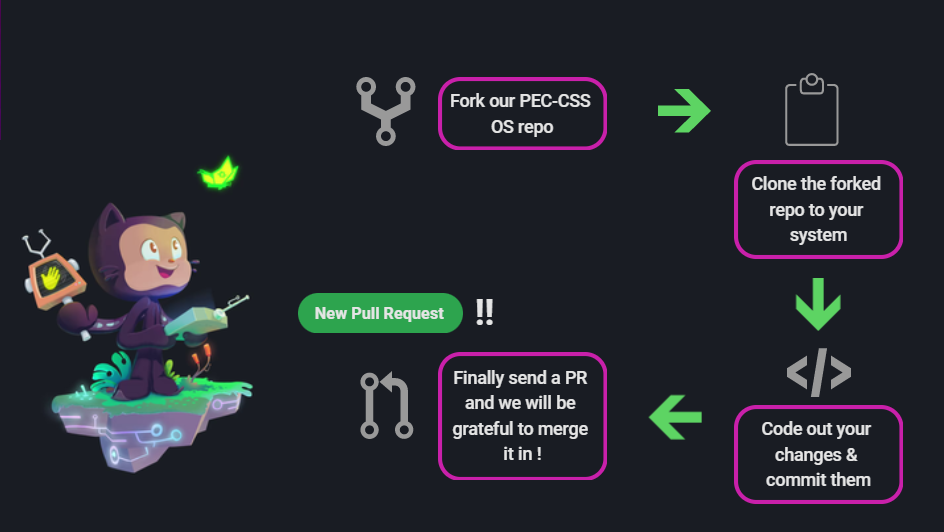 Fork our PEC-CSS
OS repo
Clone the forked
repo to your
system
Code out your
changes &
commit them
New Pull Request !!
Finally send a PR
and we will be
grateful to merge
it in !